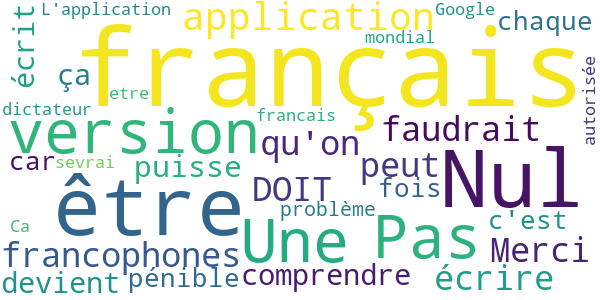 L'application
application
Google
chaque
écrit
français
mondial
ça
etre
autorisée
dictateur
version
francais
qu'on
faudrait
car
sevrai
puisse
peut
Nul
être
DOIT
fois
problème
Ca
Une
Pas
c'est
francophones
Merci
devient
pénible
comprendre
écrire